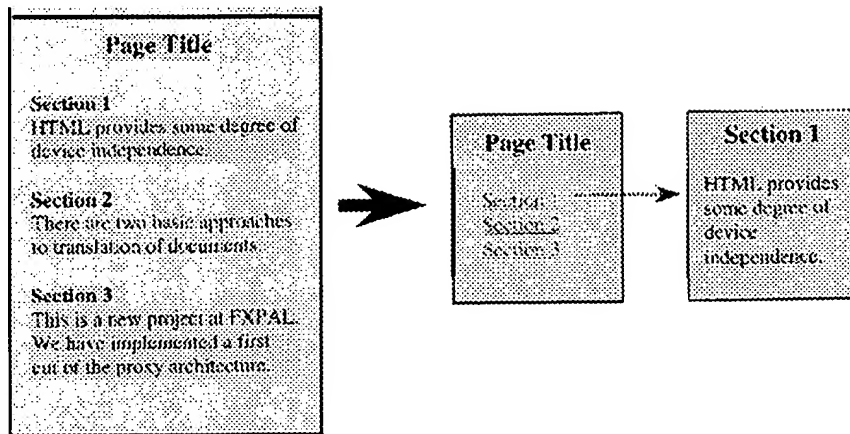 Page Title
Section 1
HTML provides some degree of
device independence.
Section 2
There are two basic approaches
to translation of documents
Section 3
This is a new project at FXPAL.
We have implemented a first
cut of the proxy architecture.
Page Title
Section 1
Section 2
Section 3
Section 1
HTML provides
some degree of
device
independence.